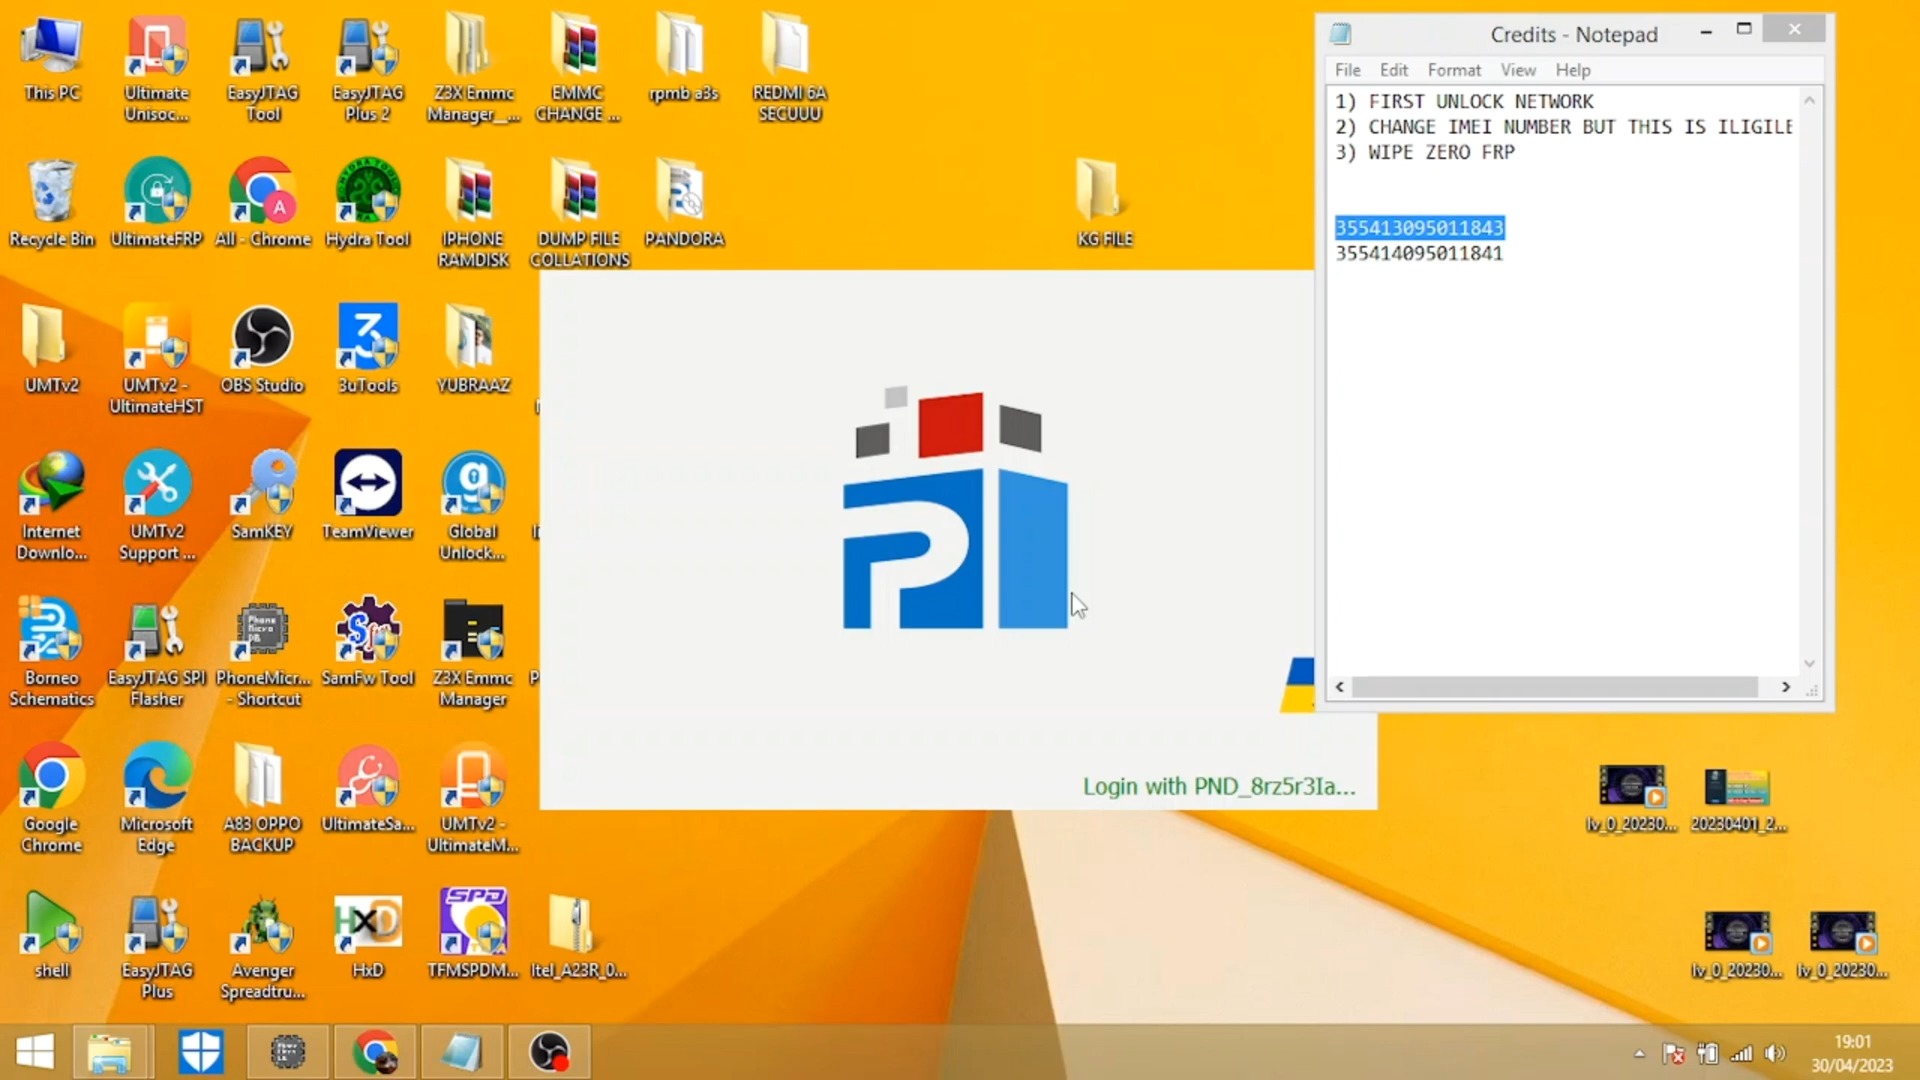 This PC
Ultimate
Unisoc...
EasyJTAG
Tool
EasyJTAG
Plus 2
Z3X Emmc
Manager__...
EMMC
CHANGE ...
rpmb a3s
REDMI 6A
SECUUU
Recycle Bin
UltimateFRP
All - Chrome
Hydra Tool
IPHONE
RAMDISK
DUMP FILE
COLLATIONS
PANDORA
KG FILE
UMTv2
UMTv2 -
UltimateHST
OBS Studio
3uTools
YUBRAAZ
Internet
Downlo...
UMTv2
Support ...
SamKEY
TeamViewer
Global
Unlock...
Borneo
Schematics
EasyJTAG SPI
Flasher
PhoneMicr...
- Shortcut
SamFw Tool
Z3X Emmc
Manager
Google
Chrome
Microsoft
Edge
A83 OPPO
BACKUP
UltimateSa...
UMTv2 -
UltimateM...
shell
EasyJTAG
Plus
Avenger
Spreadtru...
HxD
TFMSPDM...
Itel_A23R_0...
Login with PND_8rz5r3Ia...
Credits - Notepad
File Edit Format View Help
1) FIRST UNLOCK NETWORK
2) CHANGE IMEI NUMBER BUT THIS IS ILIGILE
3) WIPE ZERO FRP
355413095011843
355414095011841
lv_0_20230...
20230401_2...
lv_0_20230...
lv_0_20230...
19:01
30/04/2023